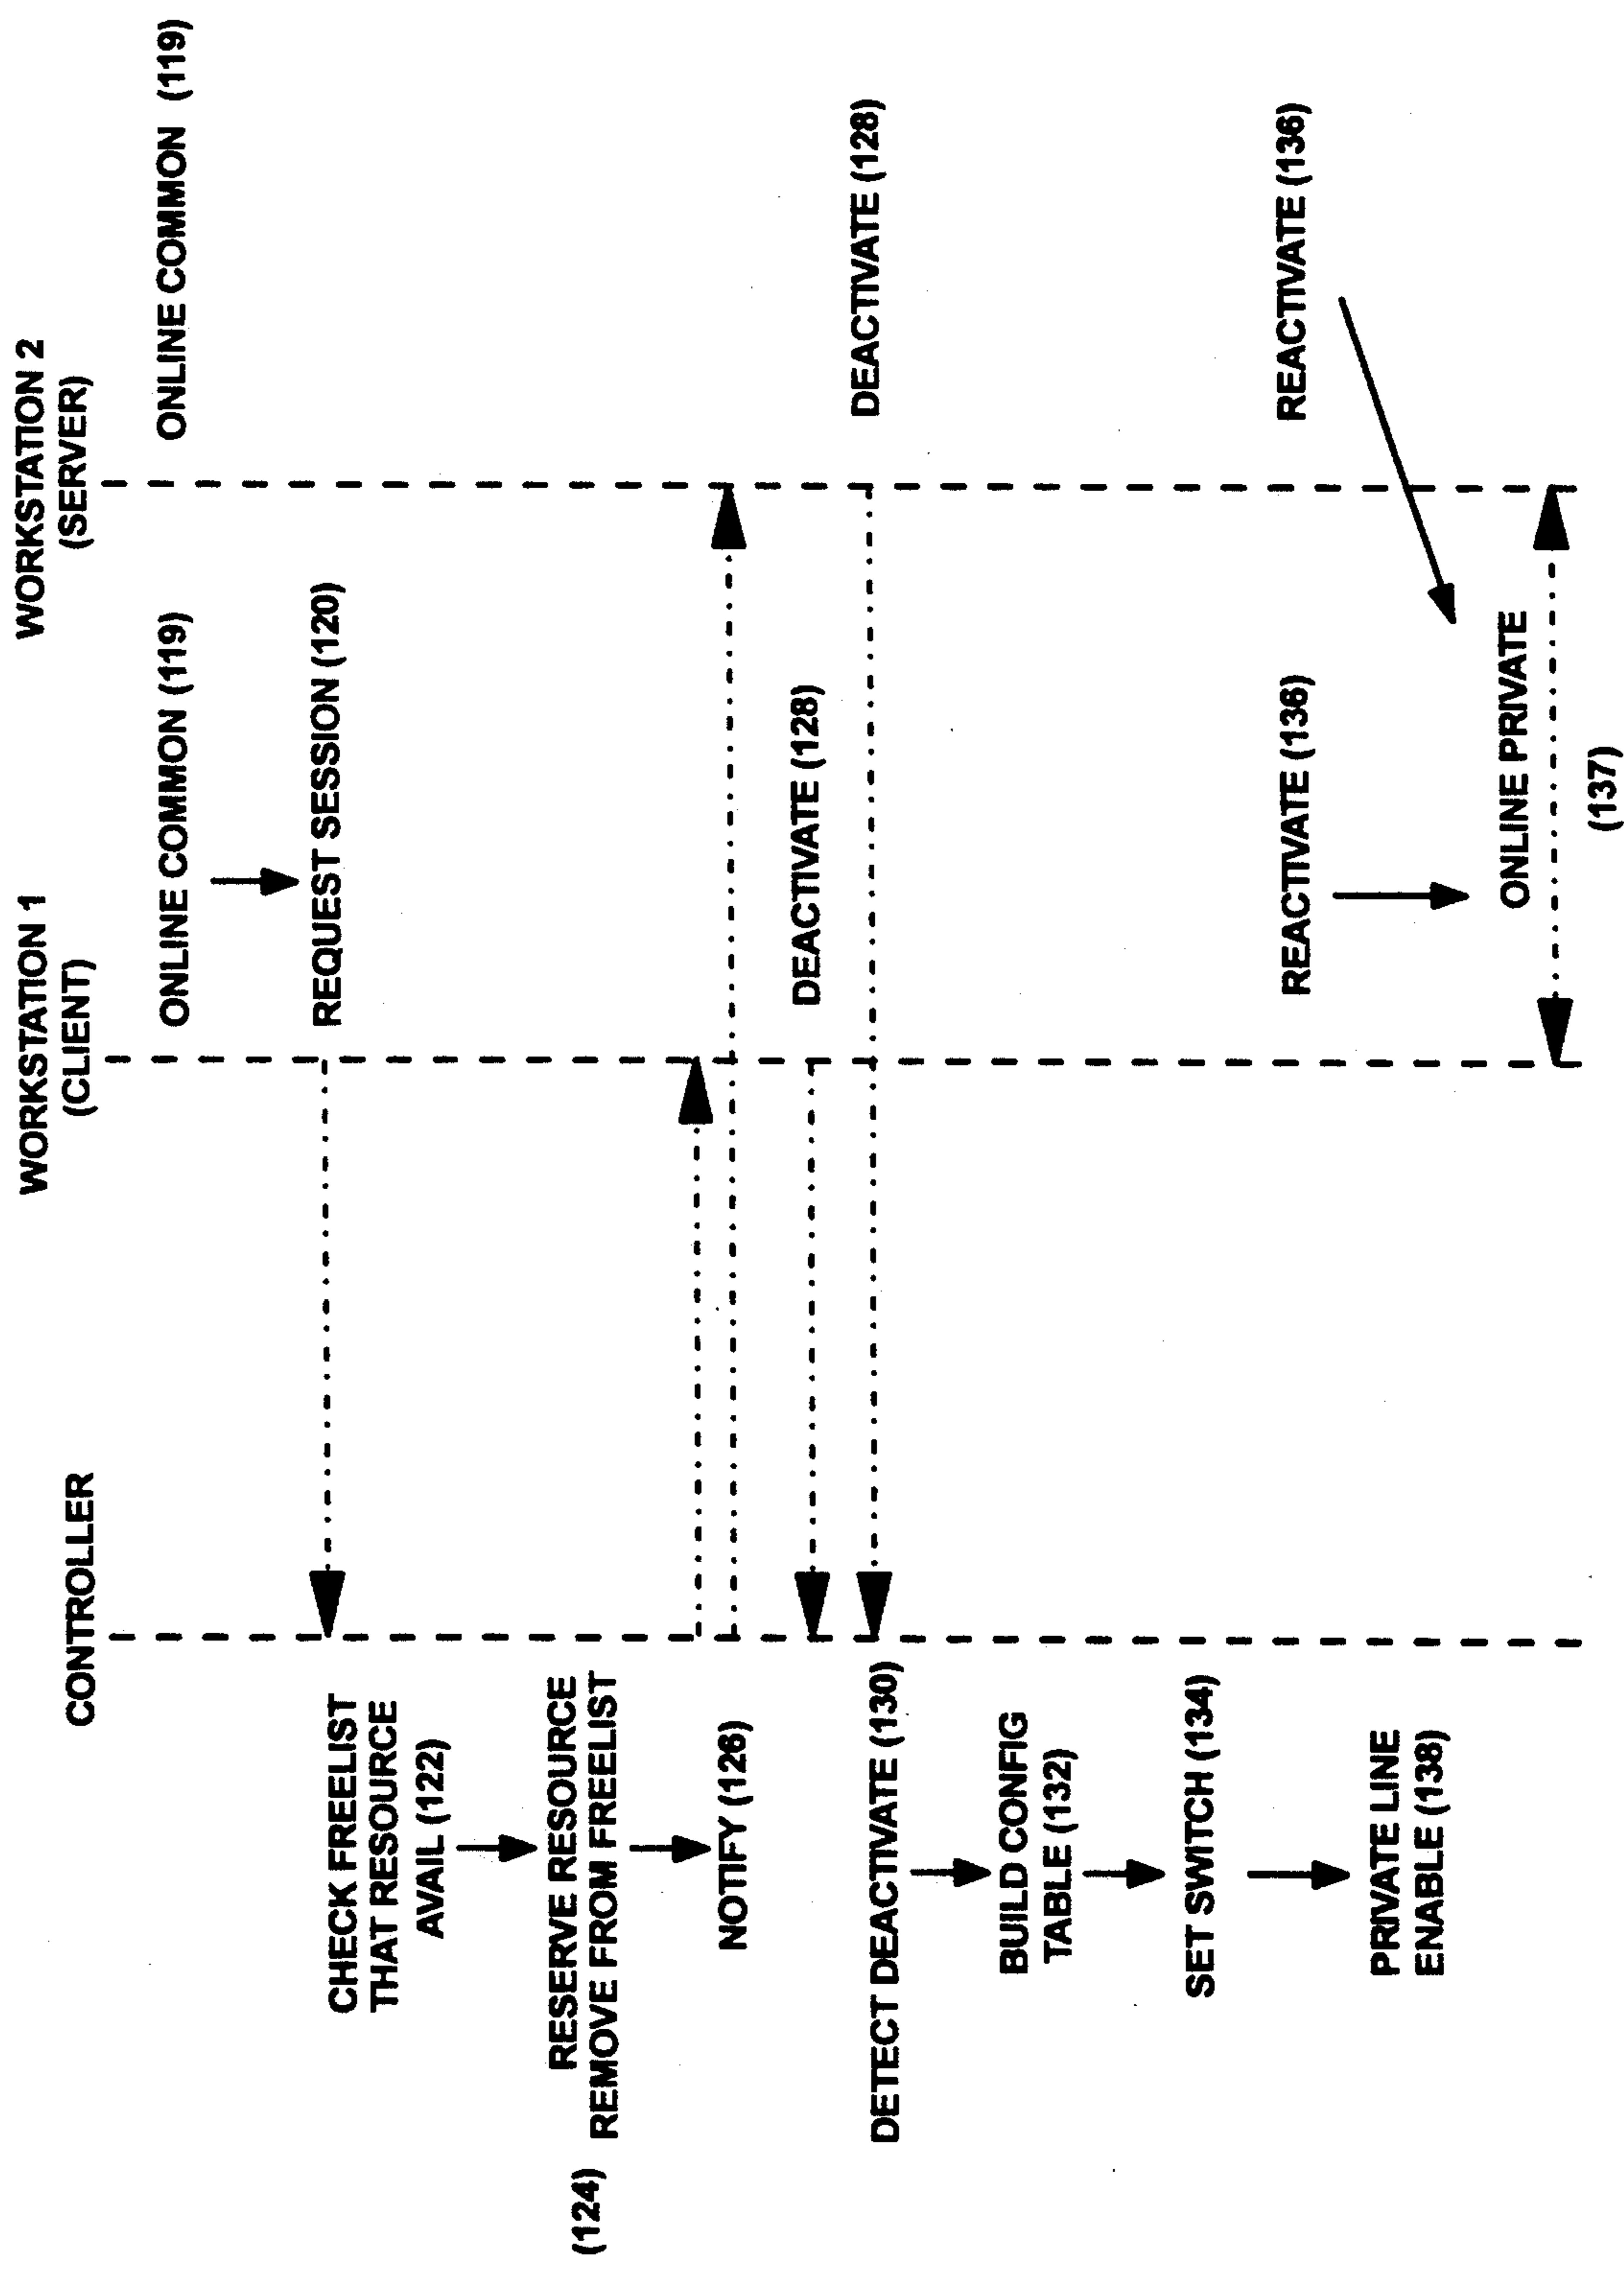 CONTROLLER
WORKSTATION 1
(CLIENT)
WORKSTATION 2
(SERVER)
ONLINE COMMON (119)
ONLINE COMMON (119)
REQUEST SESSION (120)
CHECK FREELIST
THAT RESOURCE
AVAIL (122)
RESERVE RESOURCE
(124) REMOVE FROM FREELIST
NOTIFY (126)
DEACTIVATE (128)
DEACTIVATE (128)
DETECT DEACTIVATE (130)
BUILD CONFIG
TABLE (132)
SET SWITCH (134)
REACTIVATE (136)
REACTIVATE (136)
PRIVATE LINE
ENABLE (138)
ONLINE PRIVATE
(137)